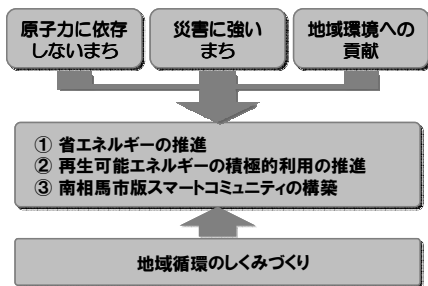 原子力に依存
しないまち
災害に強い
まち
地域環境への
貢献
① 省エネルギーの推進
② 再生可能エネルギーの積極的利用の推進
③ 南相馬市版スマートコミュニティの構築
地域循環のしくみづくり